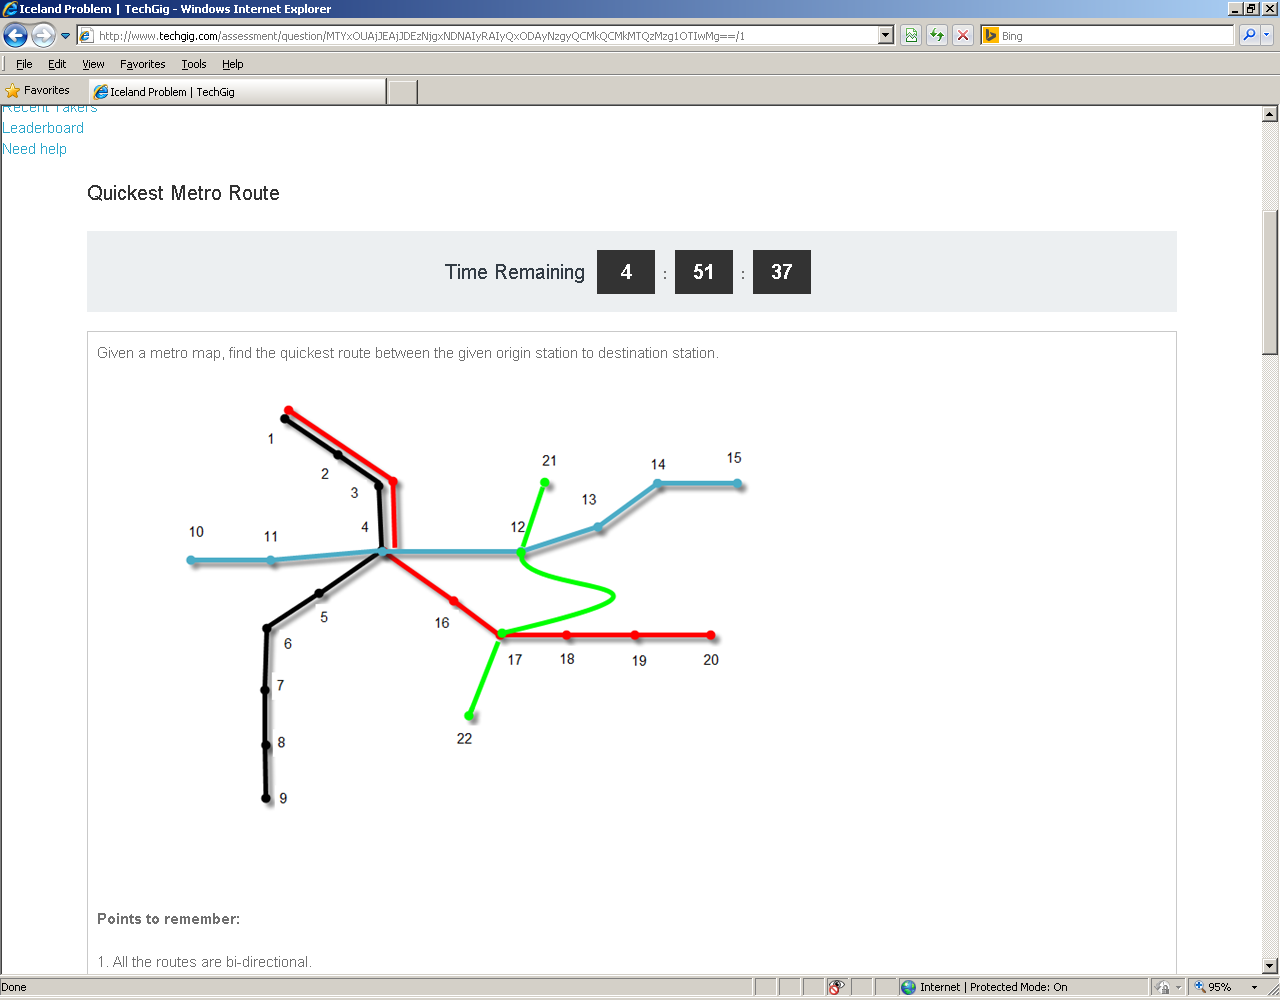 Iceland Problem | TechGig - Windows Internet Explorer
http://www.techgig.com/assessment/question/MTYxOUAjJEAjJDEzNjgxNDNAIyRAIyQxODAyNzgyQCMkQCMkMTQzMzg1OTIwMg==/1
Bing
File Edit View Favorites Tools Help
Favorites
Iceland Problem | TechGig
Recent Takers
Leaderboard
Need help
Quickest Metro Route
Time Remaining 4 : 51 : 37
Given a metro map, find the quickest route between the given origin station to destination station.
1
2
3
4
10
11
12
21
13
14
15
5
6
7
8
9
16
17
18
19
20
22
Points to remember:
1. All the routes are bi-directional.
Done
Internet | Protected Mode: On
95%